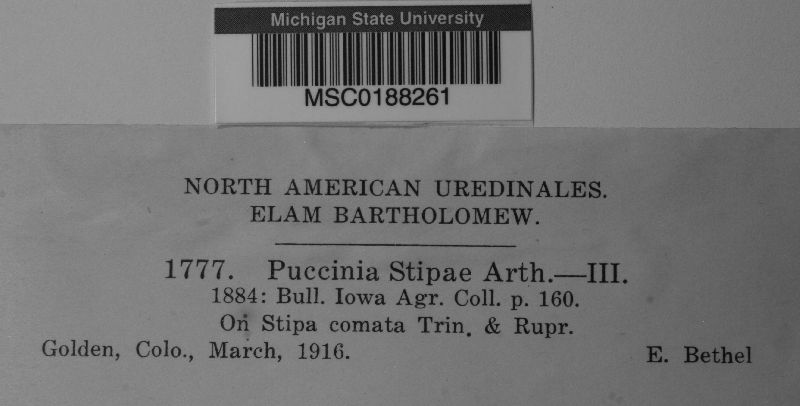 Michigan State University
MSC0188261
NORTH AMERICAN UREDINALES.
ELAM BARTHOLOMEW.
1777. Puccinia Stipae Arth.—III.
1884: Bull. Iowa Agr. Coll. p. 160.
On Stipa comata Trin. & Rupr.
Golden, Colo., March, 1916. E. Bethel